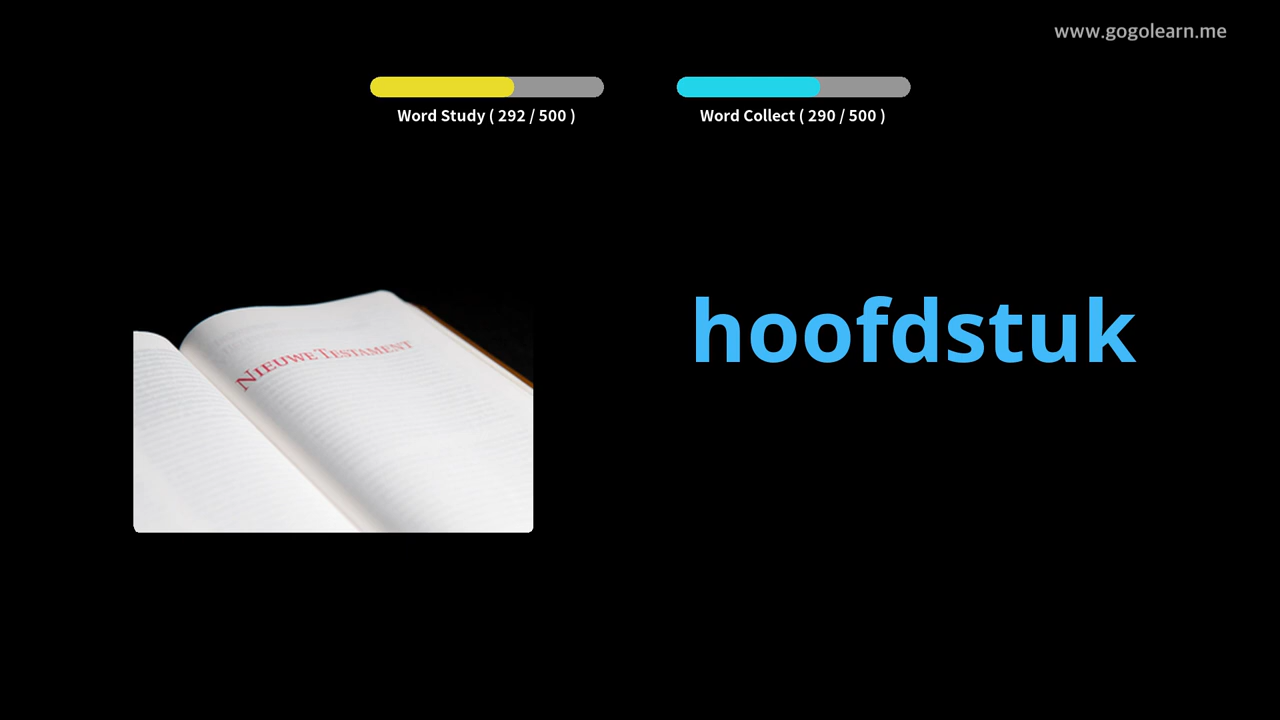 www.gogolearn.me
Word Study ( 292 / 500 )
Word Collect ( 290 / 500 )
NIEUWE TESTAMENT
hoofdstuk